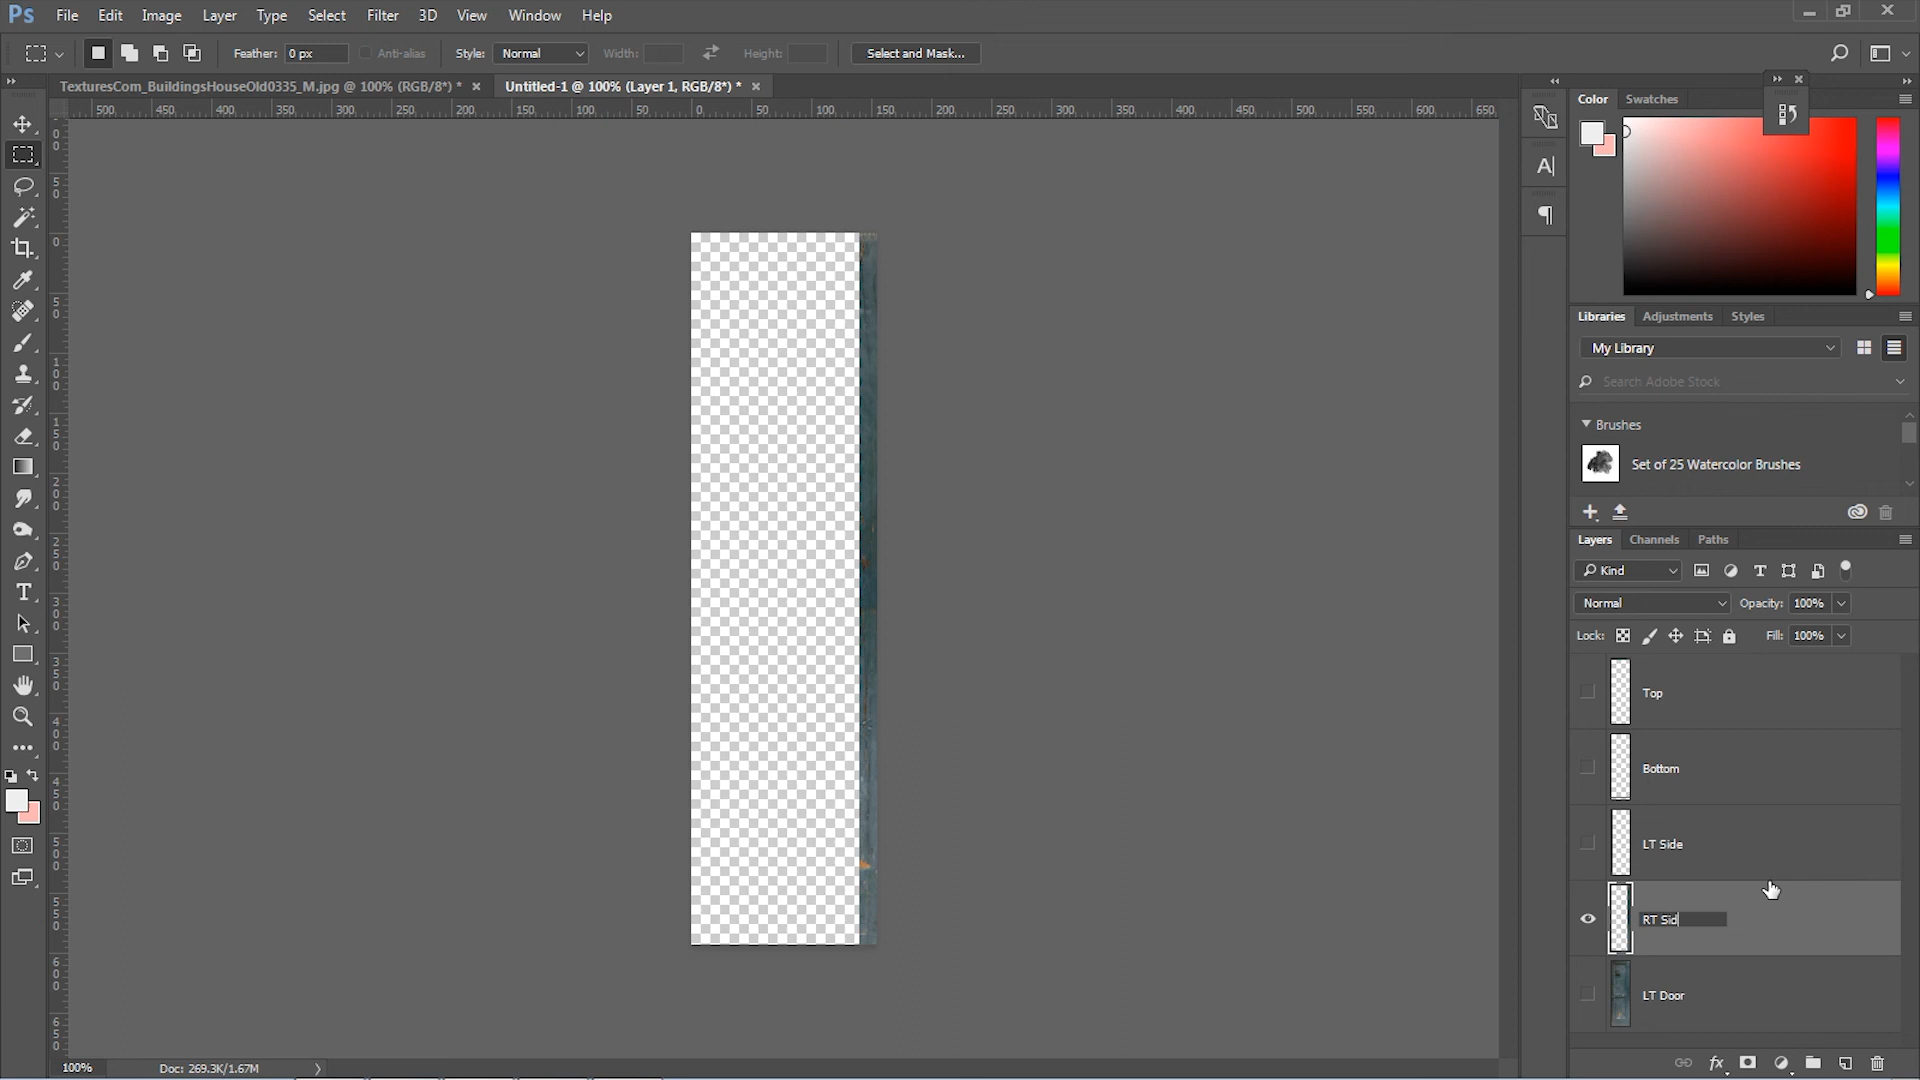 Ps File Edit Image Layer Type Select Filter 3D View Window Help
Feather: 0 px Anti-alias Style: Normal Width: Height: Select and Mask...
TexturesCom_BuildingsHouseOld0335_M.jpg @ 100% (RGB/8*) * Untitled-1 @ 100% (Layer 1, RGB/8*) *
500 450 400 350 300 250 200 150 100 50 0 50 100 150 200 250 300 350 400 450 500 550 600 650
Color Swatches
Libraries Adjustments Styles
My Library
Search Adobe Stock
Brushes
Set of 25 Watercolor Brushes
Layers Channels Paths
Kind
Normal Opacity: 100%
Lock: Fill: 100%
Top
Bottom
LT Side
RT Sid
LT Door
100% Doc: 269.3K/1.67M